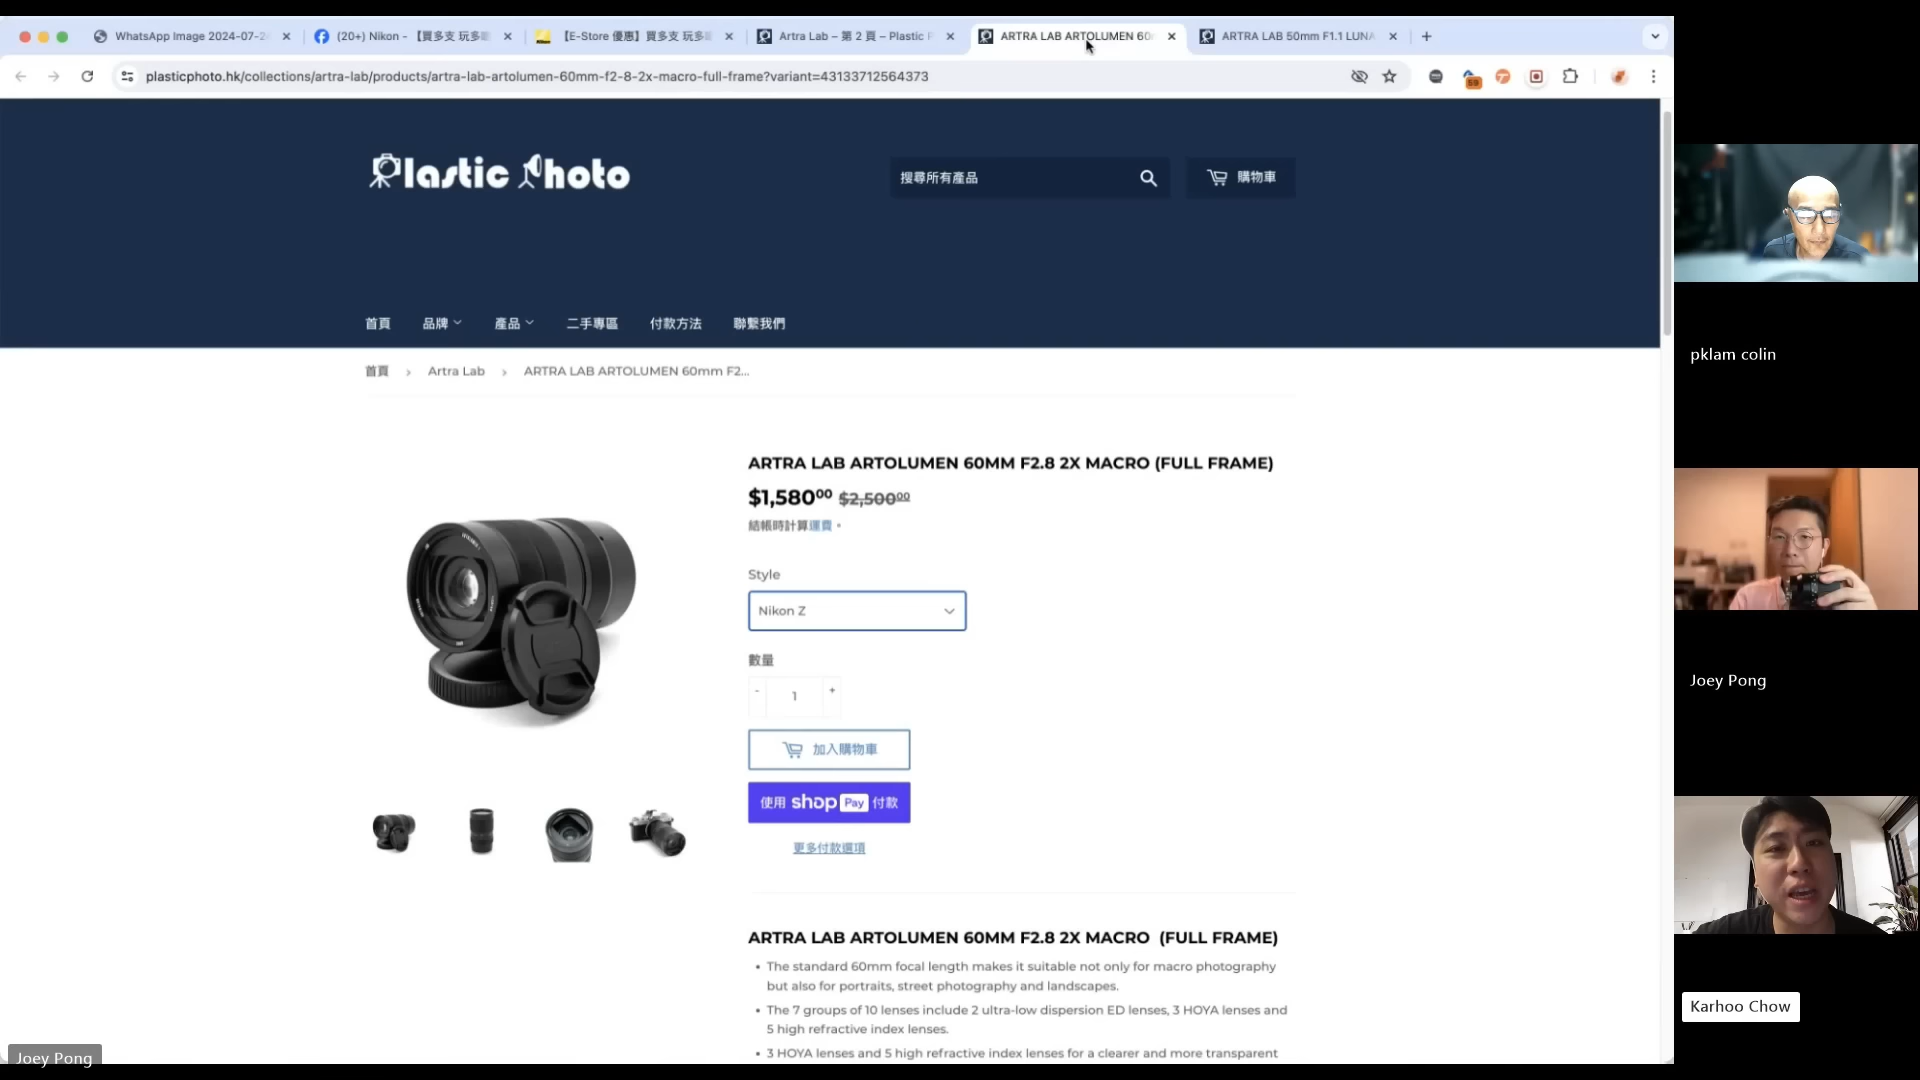 WhatsApp Image 2024-07-2
(20+) Nikon - 【買多支 玩多
【E-Store 優惠】買多支 玩多
Artra Lab – 第 2 頁 – Plastic P
ARTRA LAB ARTOLUMEN 60
ARTRA LAB 50mm F1.1 LUNA
plasticphoto.hk/collections/artra-lab/products/artra-lab-artolumen-60mm-f2-8-2x-macro-full-frame?variant=43133712564373
Plastic Photo
搜尋所有產品
購物車
首頁 品牌 產品 二手專區 付款方法 聯繫我們
首頁 › Artra Lab › ARTRA LAB ARTOLUMEN 60mm F2...
ARTRA LAB ARTOLUMEN 60MM F2.8 2X MACRO (FULL FRAME)
$1,580⁰⁰ $2,500⁰⁰
結帳時計算運費。
Style
Nikon Z
數量
- 1 +
加入購物車
使用 shop Pay 付款
更多付款選項
ARTRA LAB ARTOLUMEN 60MM F2.8 2X MACRO (FULL FRAME)
• The standard 60mm focal length makes it suitable not only for macro photography
but also for portraits, street photography and landscapes.
• The 7 groups of 10 lenses include 2 ultra-low dispersion ED lenses, 3 HOYA lenses and
5 high refractive index lenses.
• 3 HOYA lenses and 5 high refractive index lenses for a clearer and more transparent
pklam colin
Joey Pong
Karhoo Chow
Joey Pong